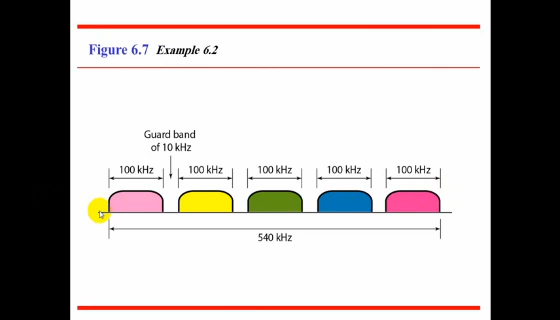 Figure 6.7 Example 6.2
Guard band
of 10 kHz
100 kHz 100 kHz 100 kHz 100 kHz 100 kHz
540 kHz